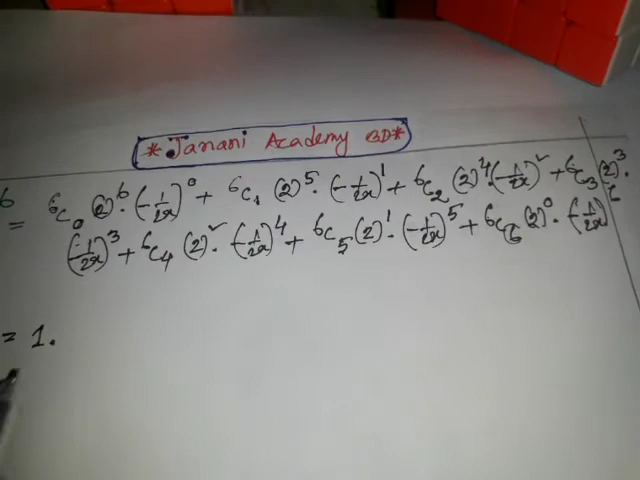 *Janani Academy BD*
6
= ⁶C₀ (2)⁶·(-1/2x)⁰ + ⁶C₁ (2)⁵·(-1/2x)¹ + ⁶C₂ (2)⁴·(-1/2x)² + ⁶C₃ (2)³·
(-1/2x)³ + ⁶C₄ (2)²·(-1/2x)⁴ + ⁶C₅ (2)¹·(-1/2x)⁵ + ⁶C₆ (2)⁰·(-1/2x)⁶
= 1.